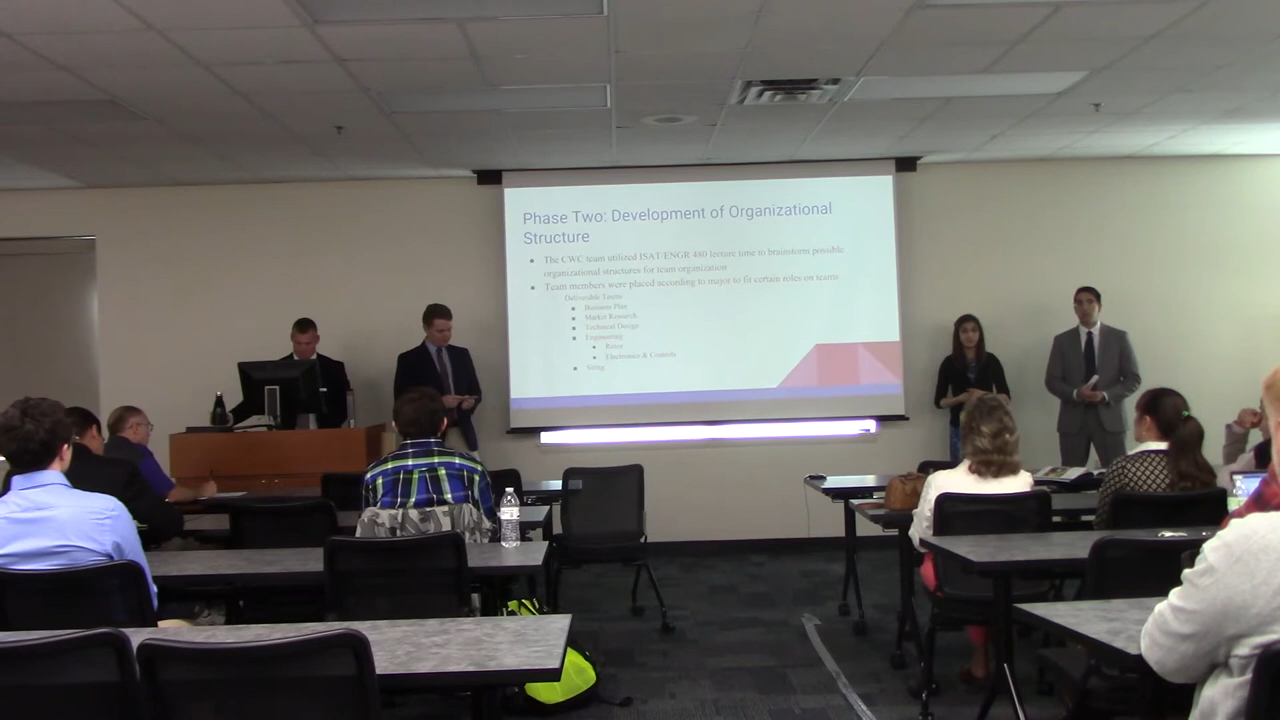 Phase Two: Development of Organizational
Structure
The CWC team utilized ISAT/ENGR 480 lecture time to brainstorm possible
organizational structures for team organization
Team members were placed according to major to fit certain roles on teams
Deliverable Teams
Business Plan
Market Research
Technical Design
Engineering
Rotor
Electronics & Controls
Siting